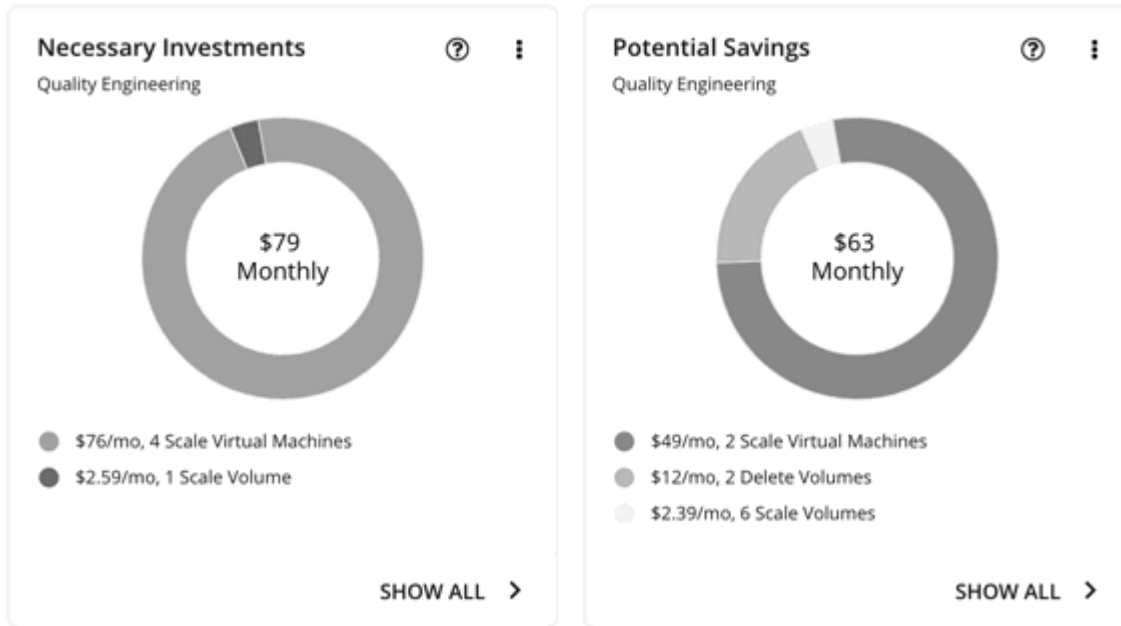 Necessary Investments
Quality Engineering
$79
Monthly
$76/mo, 4 Scale Virtual Machines
$2.59/mo, 1 Scale Volume
SHOW ALL
Potential Savings
Quality Engineering
$63
Monthly
$49/mo, 2 Scale Virtual Machines
$12/mo, 2 Delete Volumes
$2.39/mo, 6 Scale Volumes
SHOW ALL